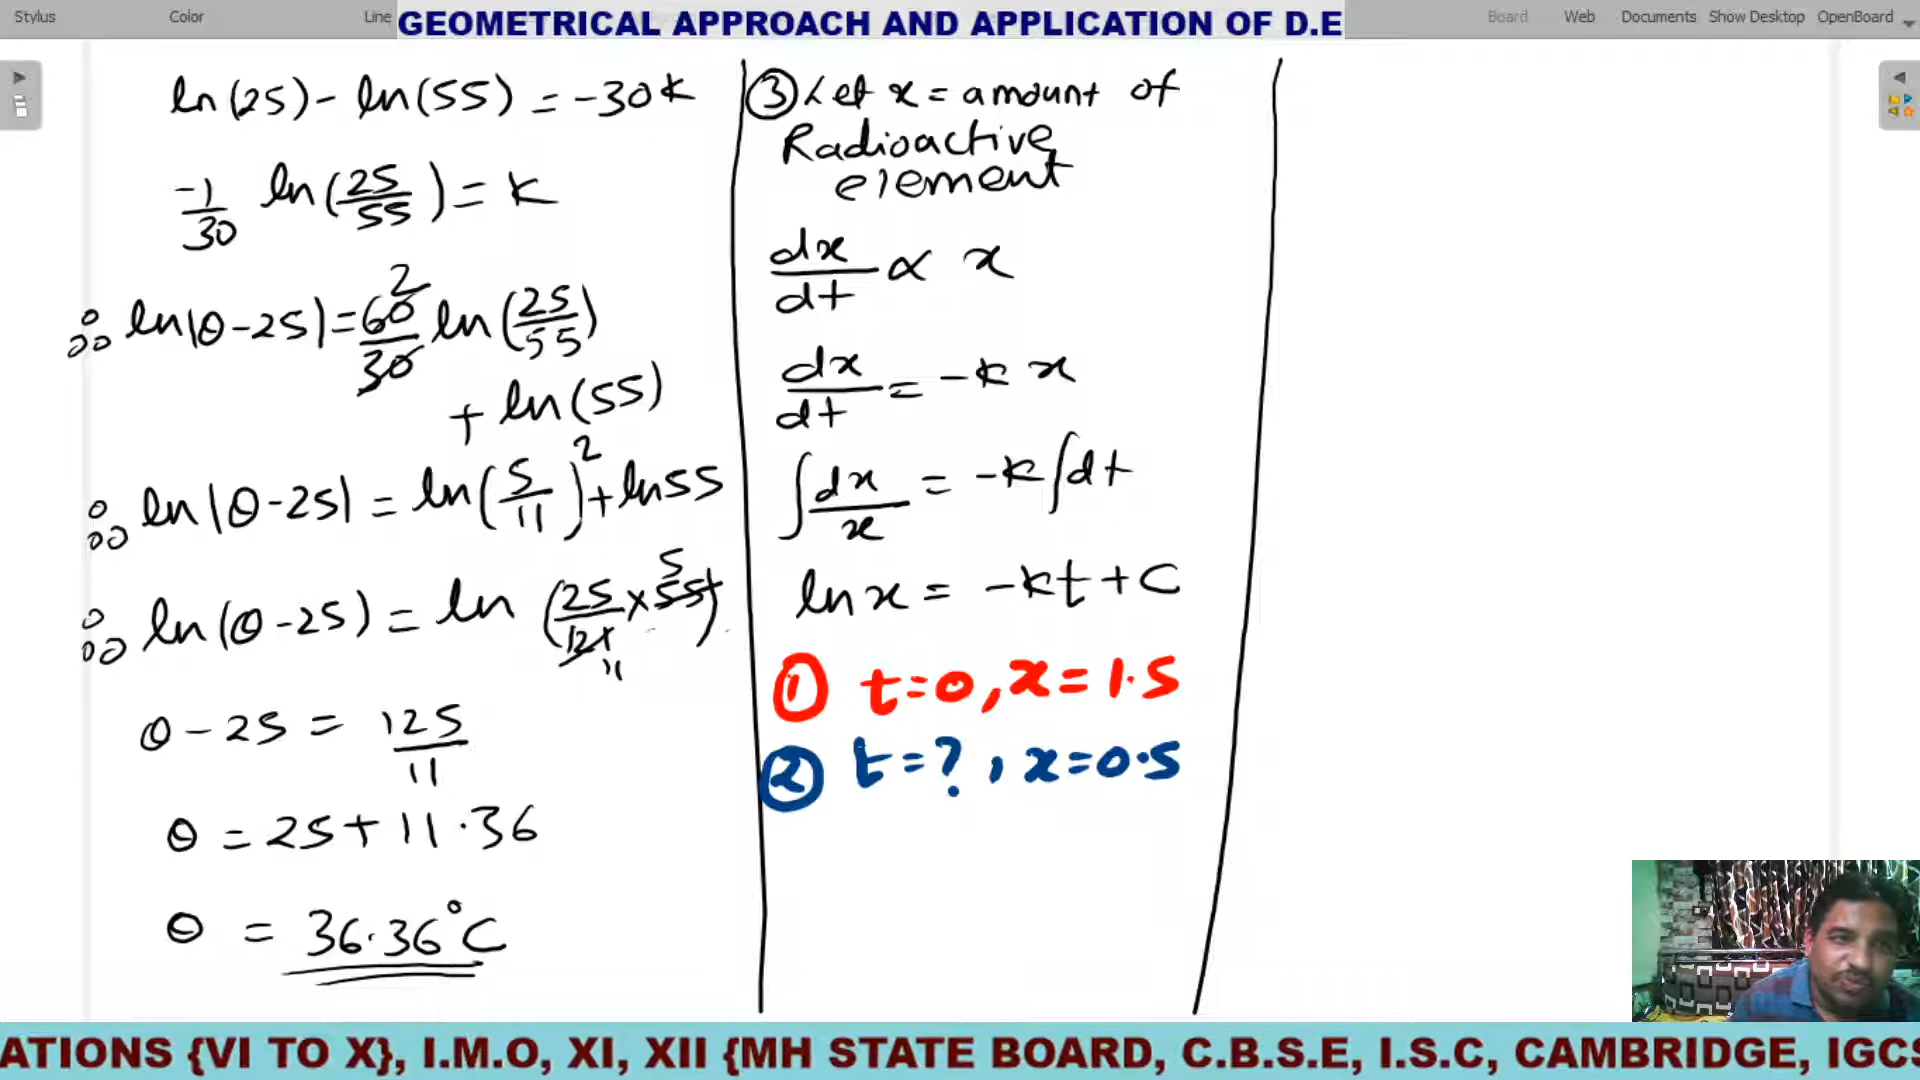 Stylus Color Line
GEOMETRICAL APPROACH AND APPLICATION OF D.E
Board Web Documents Show Desktop OpenBoard
ln(25) - ln(55) = -30k
-1/30 ln(25/55) = k
∴ ln|θ-25| = 60/30 2 ln(25/55)
+ ln(55)
∴ ln|θ-25| = ln(5/11)² + ln55
∴ ln(θ-25) = ln(25/121 11 × 55 5)
θ - 25 = 125/11
θ = 25 + 11.36
θ = 36.36°C
③ Let x = amount of
Radioactive
element
dx/dt ∝ x
dx/dt = -k x
∫dx/x = -k∫dt
ln x = -kt + C
① t=0, x=1.5
② t=?, x=0.5
ATIONS {VI TO X}, I.M.O, XI, XII {MH STATE BOARD, C.B.S.E, I.S.C, CAMBRIDGE, IGCS